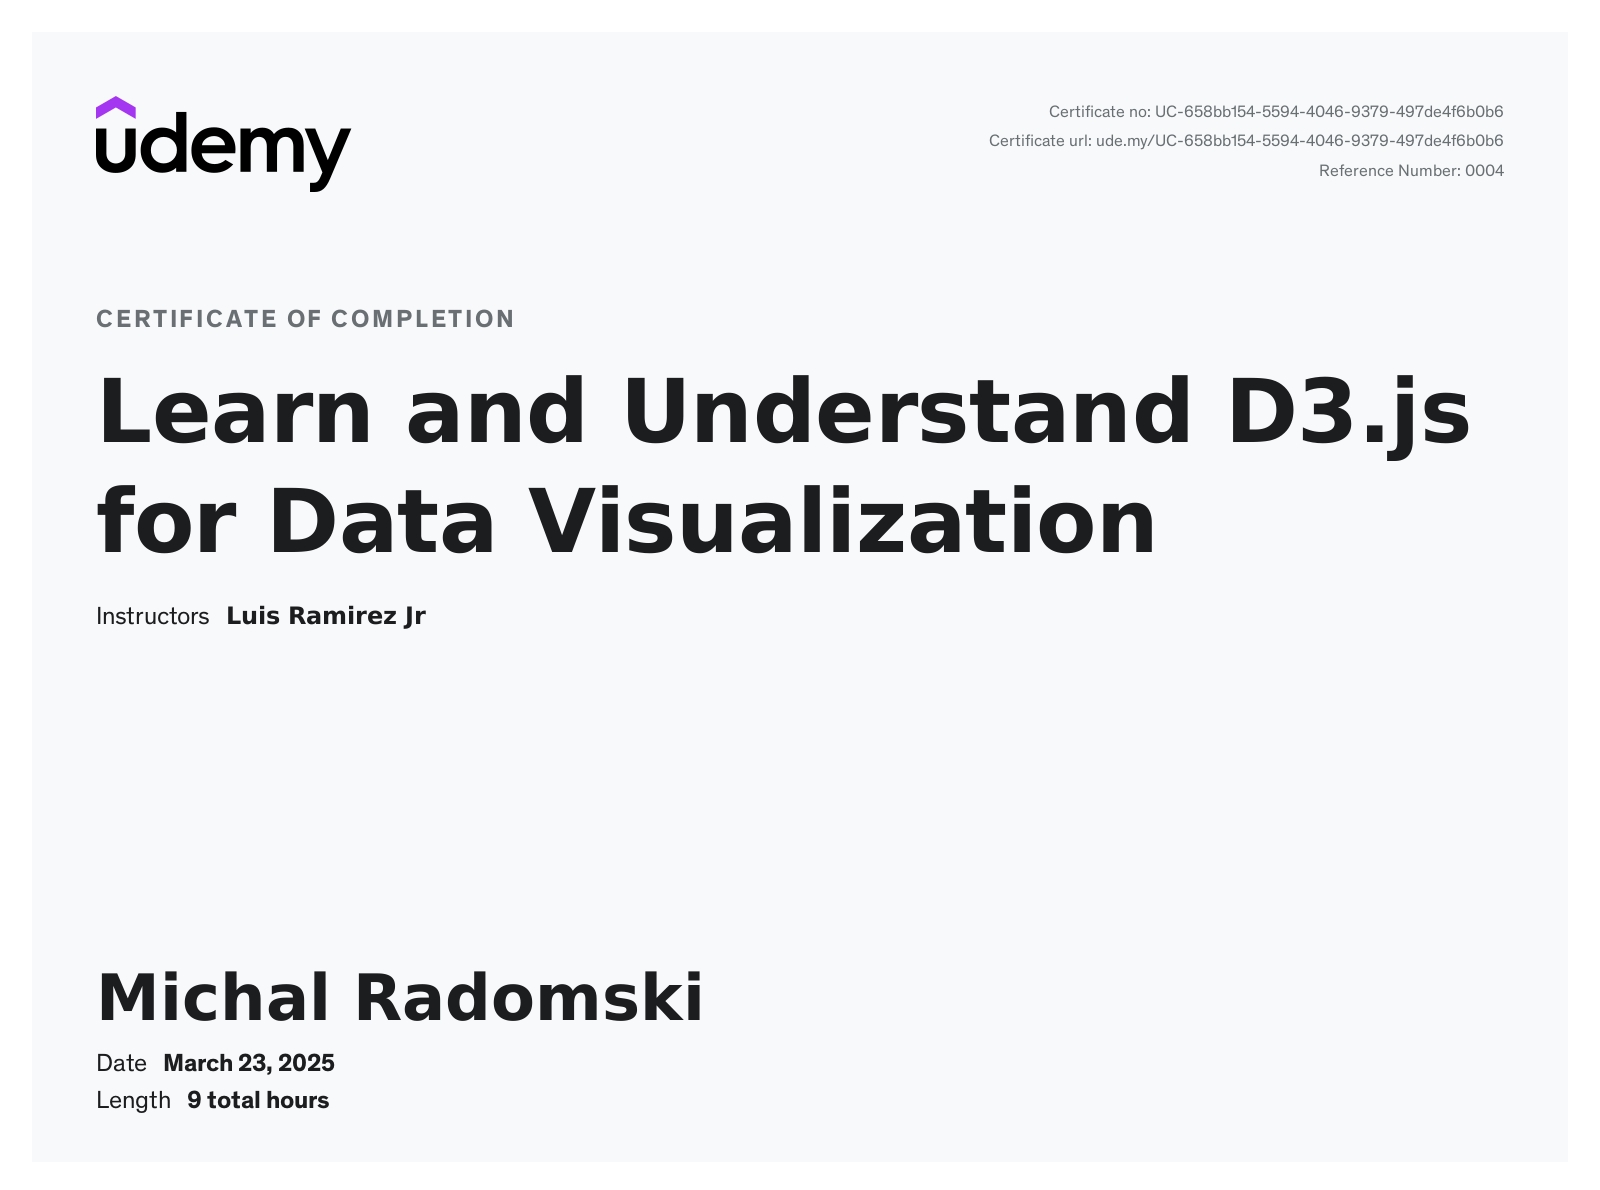 udemy
Certificate no: UC-658bb154-5594-4046-9379-497de4f6b0b6
Certificate url: ude.my/UC-658bb154-5594-4046-9379-497de4f6b0b6
Reference Number: 0004
CERTIFICATE OF COMPLETION
Learn and Understand D3.js
for Data Visualization
Instructors Luis Ramirez Jr
Michal Radomski
Date March 23, 2025
Length 9 total hours